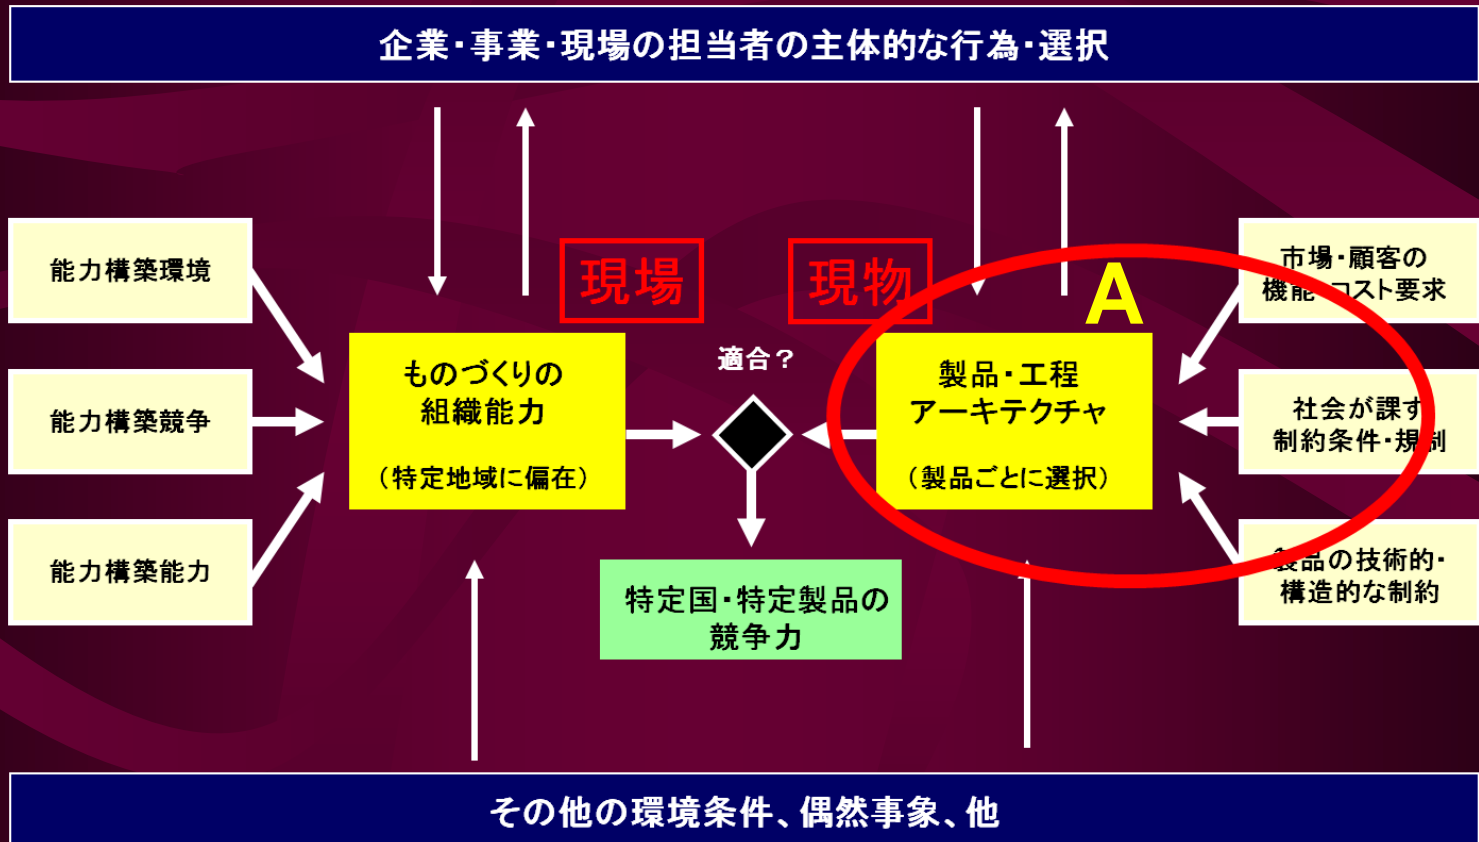 企業・事業・現場の担当者の主体的な行為・選択
現場
現物
A
能力構築環境
能力構築競争
能力構築能力
ものづくりの
組織能力
（特定地域に偏在）
適合？
製品・工程
アーキテクチャ
（製品ごとに選択）
市場・顧客の
機能・コスト要求
社会が課す
制約条件・規制
製品の技術的・
構造的な制約
特定国・特定製品の
競争力
その他の環境条件、偶然事象、他